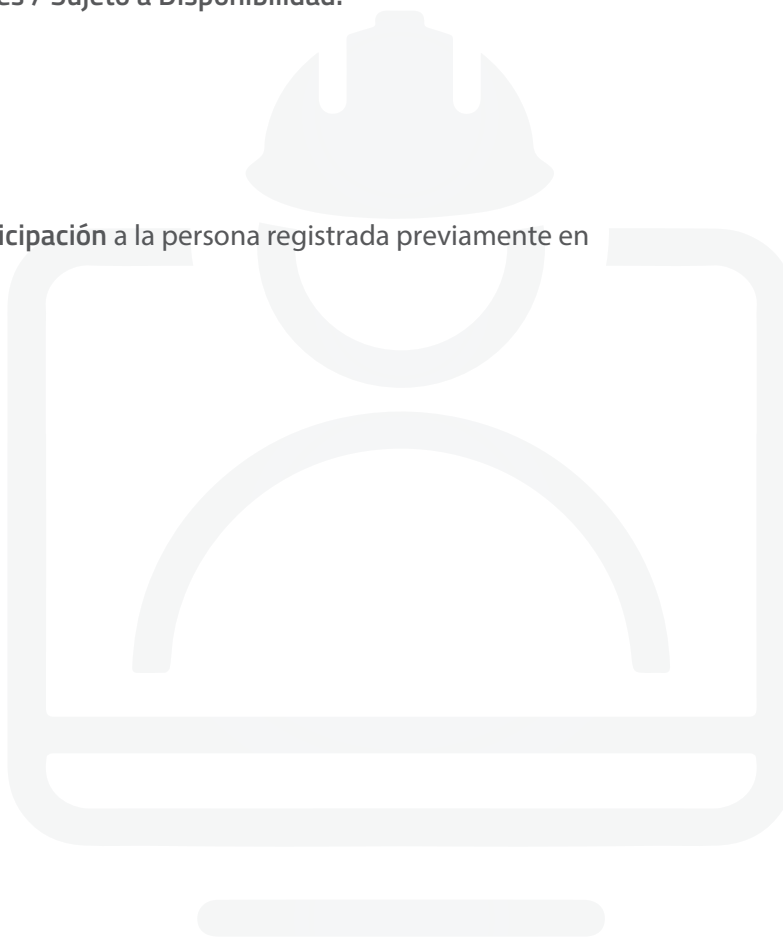 es / Sujeto a Disponibilidad.
icipación a la persona registrada previamente en